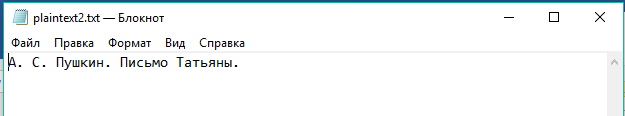 plaintext2.txt — Блокнот
Файл Правка Формат Вид Справка
А. С. Пушкин. Письмо Татьяны.